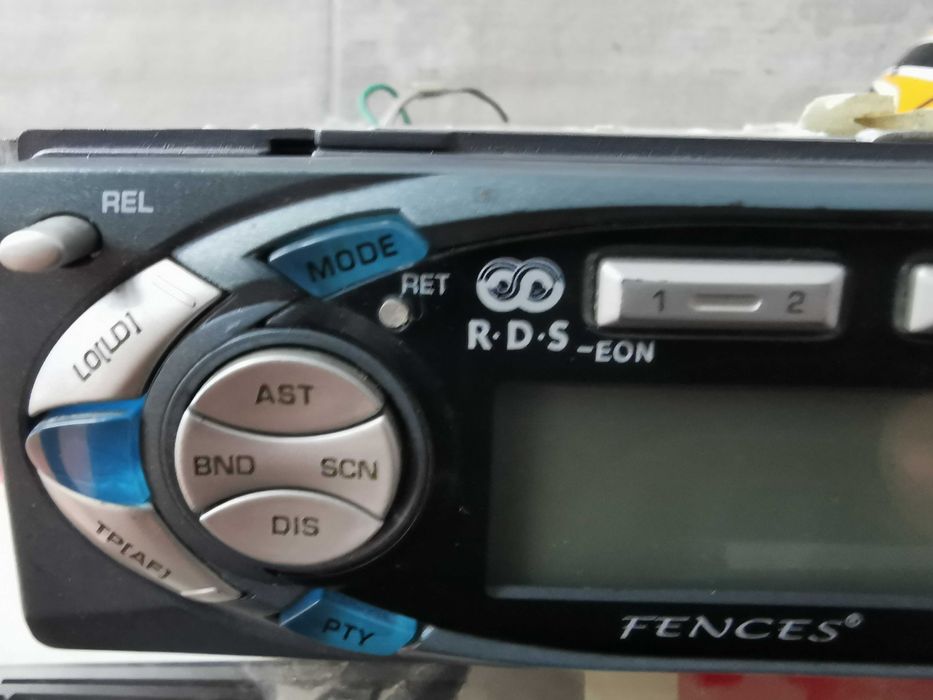 REL
MODE
RET
LO[LD]
R·D·S -EON
1 2
AST
BND SCN
DIS
TP[AF]
PTY
FENCES®